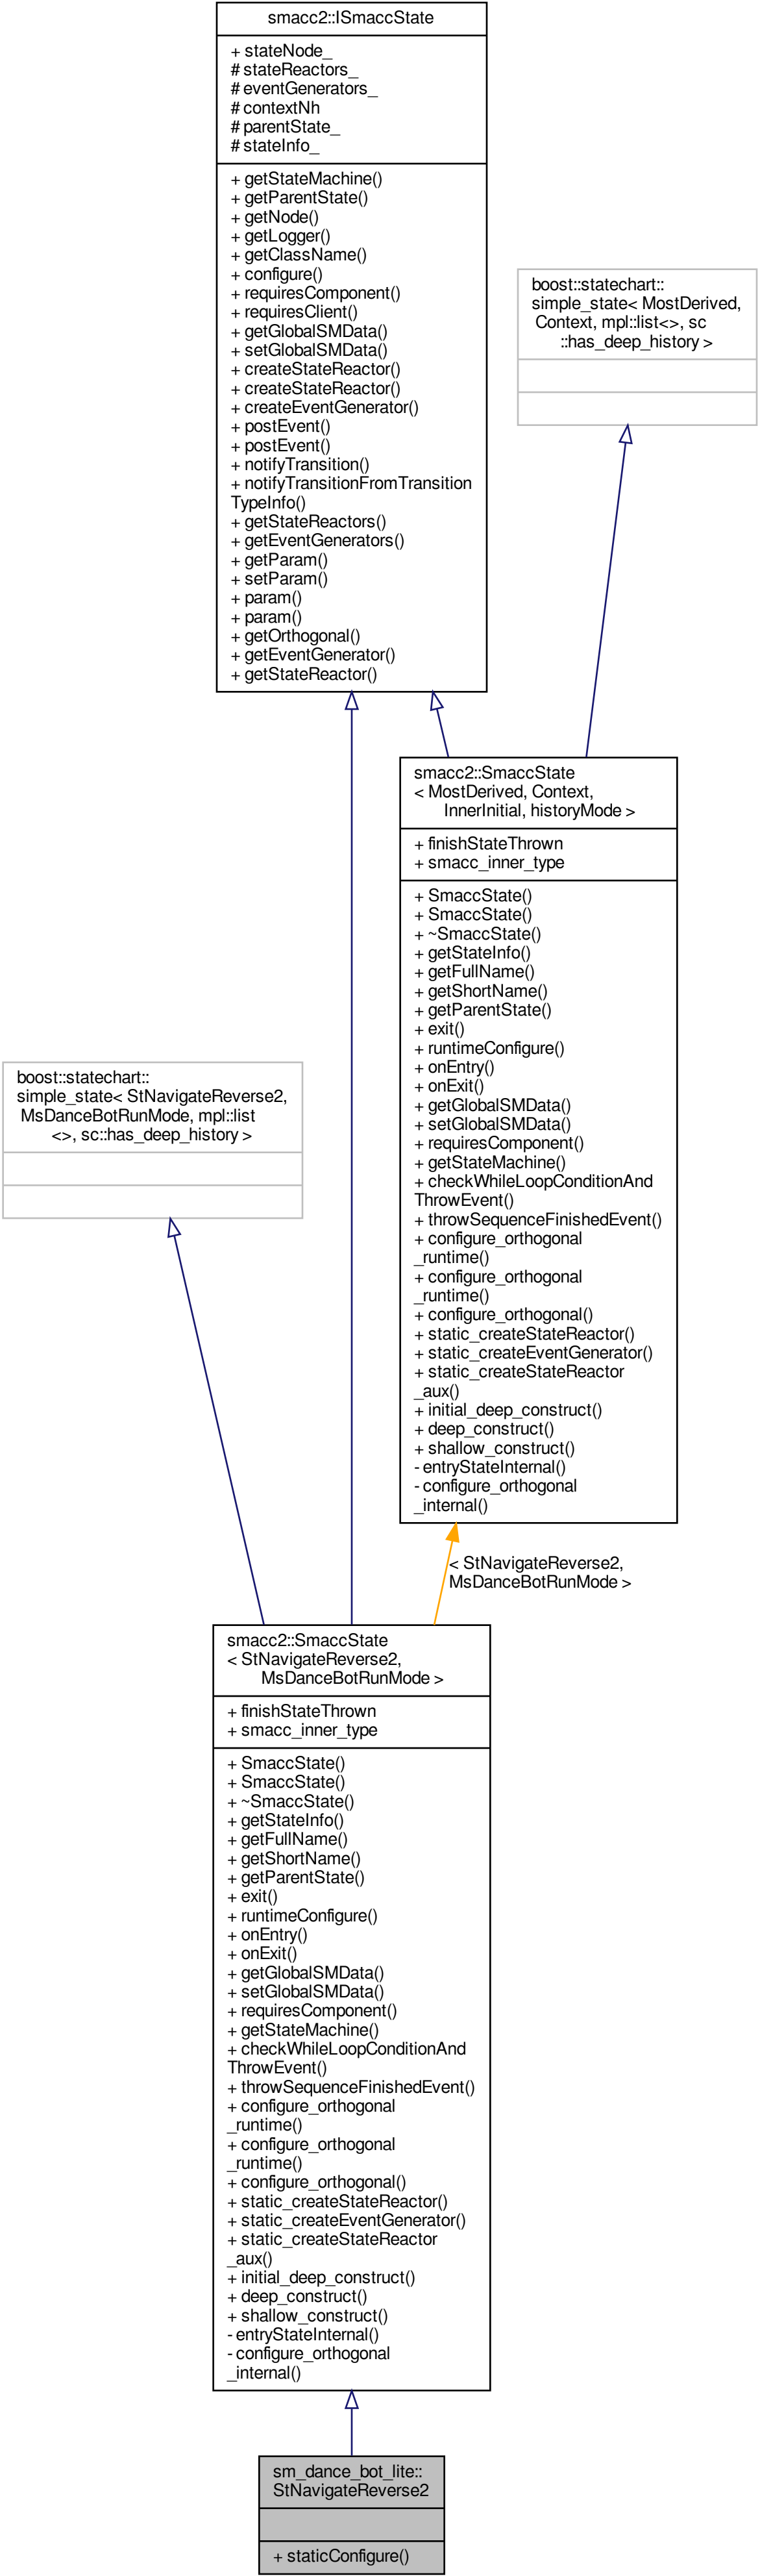 smacc2::ISmaccState
+ stateNode_
# stateReactors_
# eventGenerators_
# contextNh
# parentState_
# stateInfo_
+ getStateMachine()
+ getParentState()
+ getNode()
+ getLogger()
+ getClassName()
+ configure()
+ requiresComponent()
+ requiresClient()
+ getGlobalSMData()
+ setGlobalSMData()
+ createStateReactor()
+ createStateReactor()
+ createEventGenerator()
+ postEvent()
+ postEvent()
+ notifyTransition()
+ notifyTransitionFromTransition
TypeInfo()
+ getStateReactors()
+ getEventGenerators()
+ getParam()
+ setParam()
+ param()
+ param()
+ getOrthogonal()
+ getEventGenerator()
+ getStateReactor()
boost::statechart::
simple_state< MostDerived,
Context, mpl::list<>, sc
::has_deep_history >
smacc2::SmaccState
< MostDerived, Context,
InnerInitial, historyMode >
+ finishStateThrown
+ smacc_inner_type
+ SmaccState()
+ SmaccState()
+ ~SmaccState()
+ getStateInfo()
+ getFullName()
+ getShortName()
+ getParentState()
+ exit()
+ runtimeConfigure()
+ onEntry()
+ onExit()
+ getGlobalSMData()
+ setGlobalSMData()
+ requiresComponent()
+ getStateMachine()
+ checkWhileLoopConditionAnd
ThrowEvent()
+ throwSequenceFinishedEvent()
+ configure_orthogonal
_runtime()
+ configure_orthogonal
_runtime()
+ configure_orthogonal()
+ static_createStateReactor()
+ static_createEventGenerator()
+ static_createStateReactor
_aux()
+ initial_deep_construct()
+ deep_construct()
+ shallow_construct()
- entryStateInternal()
- configure_orthogonal
_internal()
boost::statechart::
simple_state< StNavigateReverse2,
MsDanceBotRunMode, mpl::list
<>, sc::has_deep_history >
< StNavigateReverse2,
MsDanceBotRunMode >
smacc2::SmaccState
< StNavigateReverse2,
MsDanceBotRunMode >
+ finishStateThrown
+ smacc_inner_type
+ SmaccState()
+ SmaccState()
+ ~SmaccState()
+ getStateInfo()
+ getFullName()
+ getShortName()
+ getParentState()
+ exit()
+ runtimeConfigure()
+ onEntry()
+ onExit()
+ getGlobalSMData()
+ setGlobalSMData()
+ requiresComponent()
+ getStateMachine()
+ checkWhileLoopConditionAnd
ThrowEvent()
+ throwSequenceFinishedEvent()
+ configure_orthogonal
_runtime()
+ configure_orthogonal
_runtime()
+ configure_orthogonal()
+ static_createStateReactor()
+ static_createEventGenerator()
+ static_createStateReactor
_aux()
+ initial_deep_construct()
+ deep_construct()
+ shallow_construct()
- entryStateInternal()
- configure_orthogonal
_internal()
sm_dance_bot_lite::
StNavigateReverse2
+ staticConfigure()